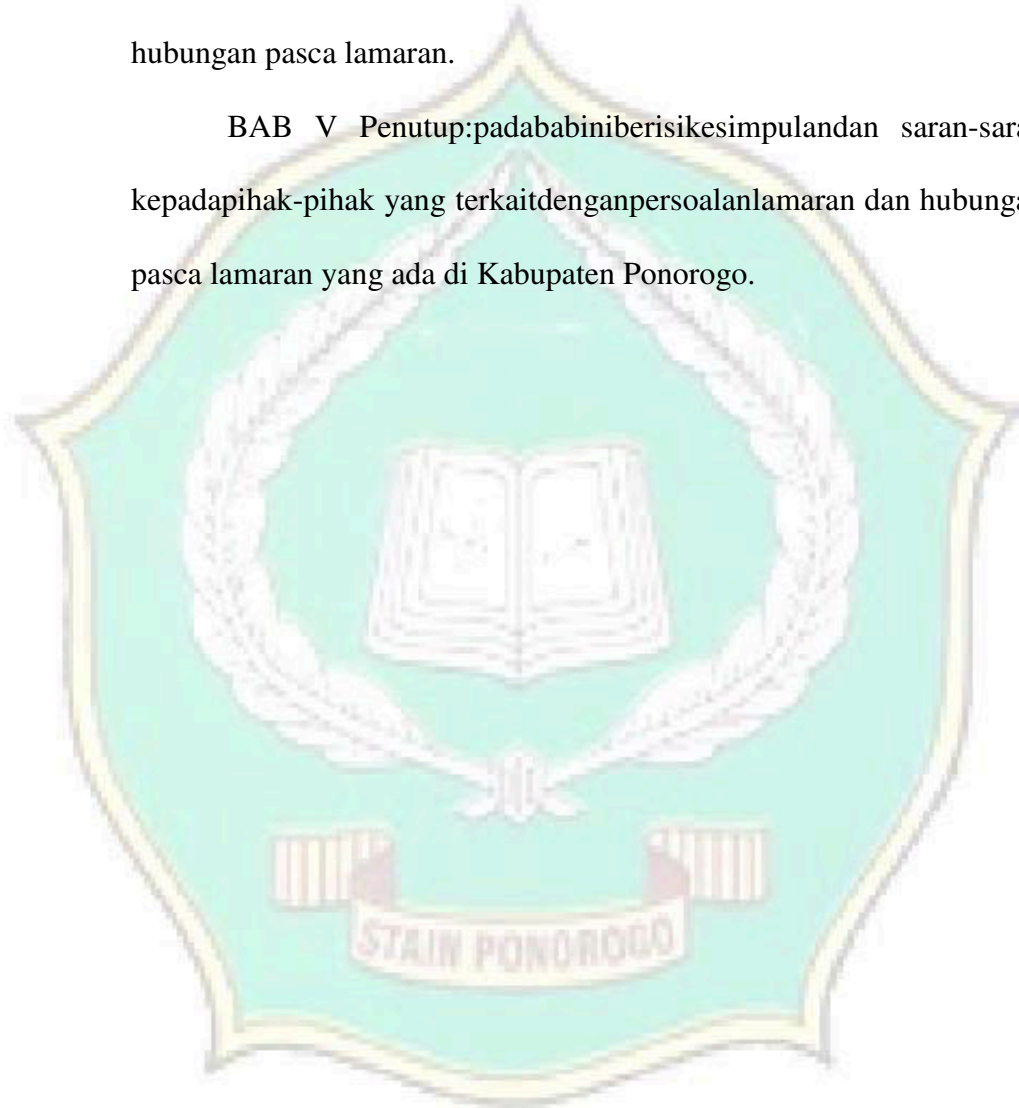 hubungan pasca lamaran.
BAB V Penutup:padababiniberisikesimpulandan saran-sara
kepadapihak-pihak yang terkaitdenganpersoalanlamaran dan hubunga
pasca lamaran yang ada di Kabupaten Ponorogo.
STAIN PONOROGO